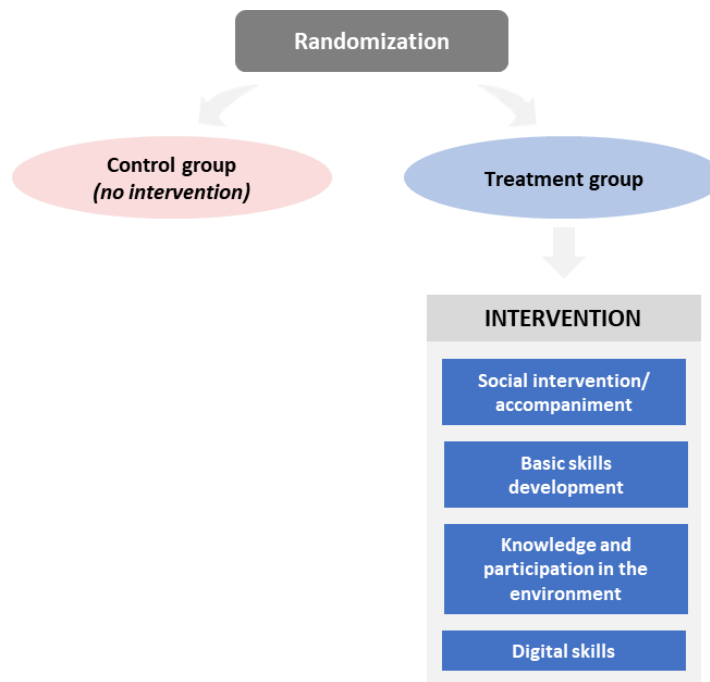 Randomization
Control group
(no intervention)
Treatment group
INTERVENTION
Social intervention/
accompaniment
Basic skills
development
Knowledge and
participation in the
environment
Digital skills